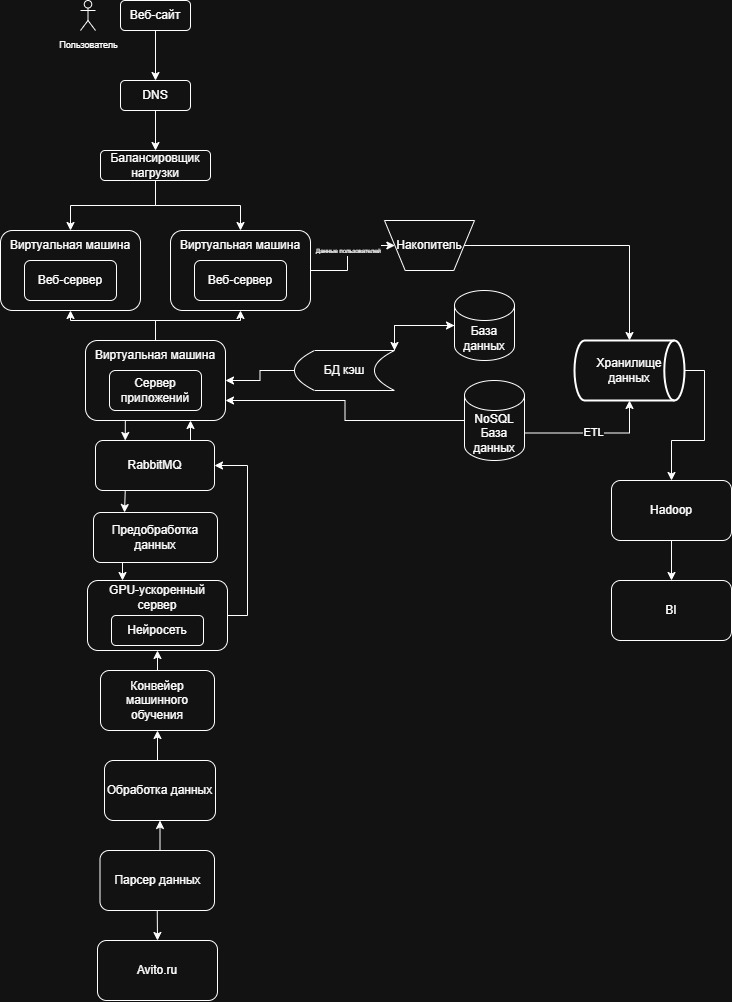 Веб-сайт
Пользователь
DNS
Балансировщик
нагрузки
Виртуальная машина
Веб-сервер
Виртуальная машина
Веб-сервер
Данные пользователей
Накопитель
База
данных
Виртуальная машина
Сервер
приложений
БД кэш
Хранилище
данных
NoSQL
База
данных
ETL
RabbitMQ
Hadoop
Предобработка
данных
GPU-ускоренный
сервер
Нейросеть
BI
Конвейер
машинного
обучения
Обработка данных
Парсер данных
Avito.ru